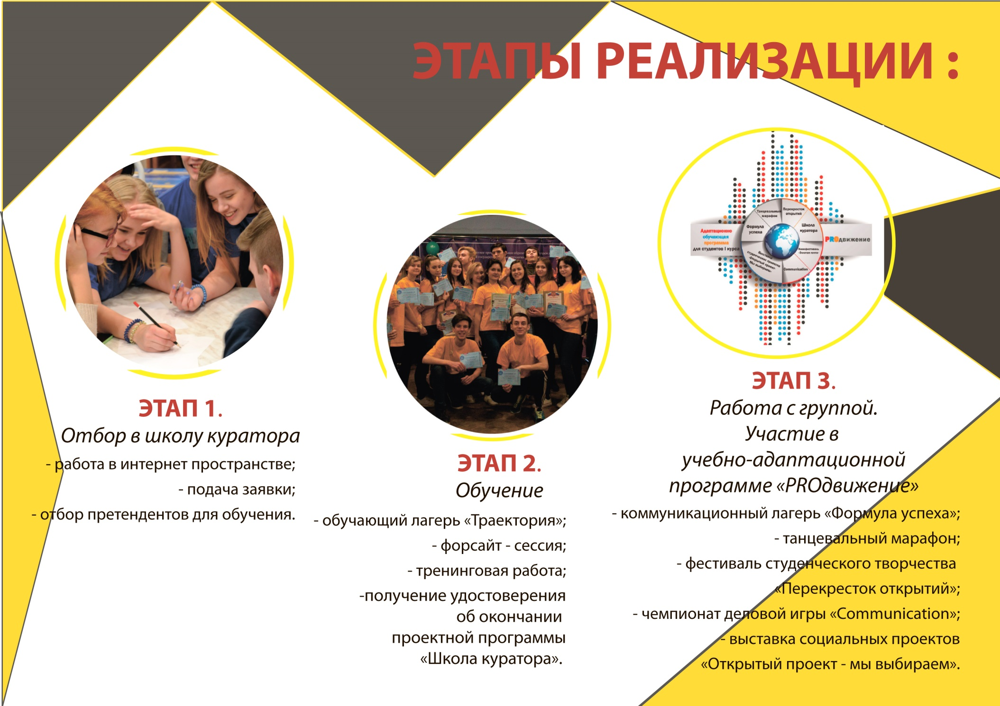 ЭТАПЫ РЕАЛИЗАЦИИ :
ЭТАП 1.
Отбор в школу куратора
- работа в интернет пространстве;
- подача заявки;
- отбор претендентов для обучения.
ЭТАП 2.
Обучение
- обучающий лагерь «Траектория»;
- форсайт - сессия;
- тренинговая работа;
-получение удостоверения
об окончании
проектной программы
«Школа куратора».
Танцевальный
марафон
Перекресток
открытий
Формула
успеха
Школа
куратора
Адаптационно
обучающая
программа
для студентов I курса
PROдвижение
Кинофестиваль
«Золотая лента»
Выставка
студенческих проектов
«Открытый проект-
Мы выбираем»
Communication
ЭТАП 3.
Работа с группой.
Участие в
учебно-адаптационной
программе «PROдвижение»
- коммуникационный лагерь «Формула успеха»;
- танцевальный марафон;
- фестиваль студенческого творчества
«Перекресток открытий»;
- чемпионат деловой игры «Communication»;
- выставка социальных проектов
«Открытый проект - мы выбираем».